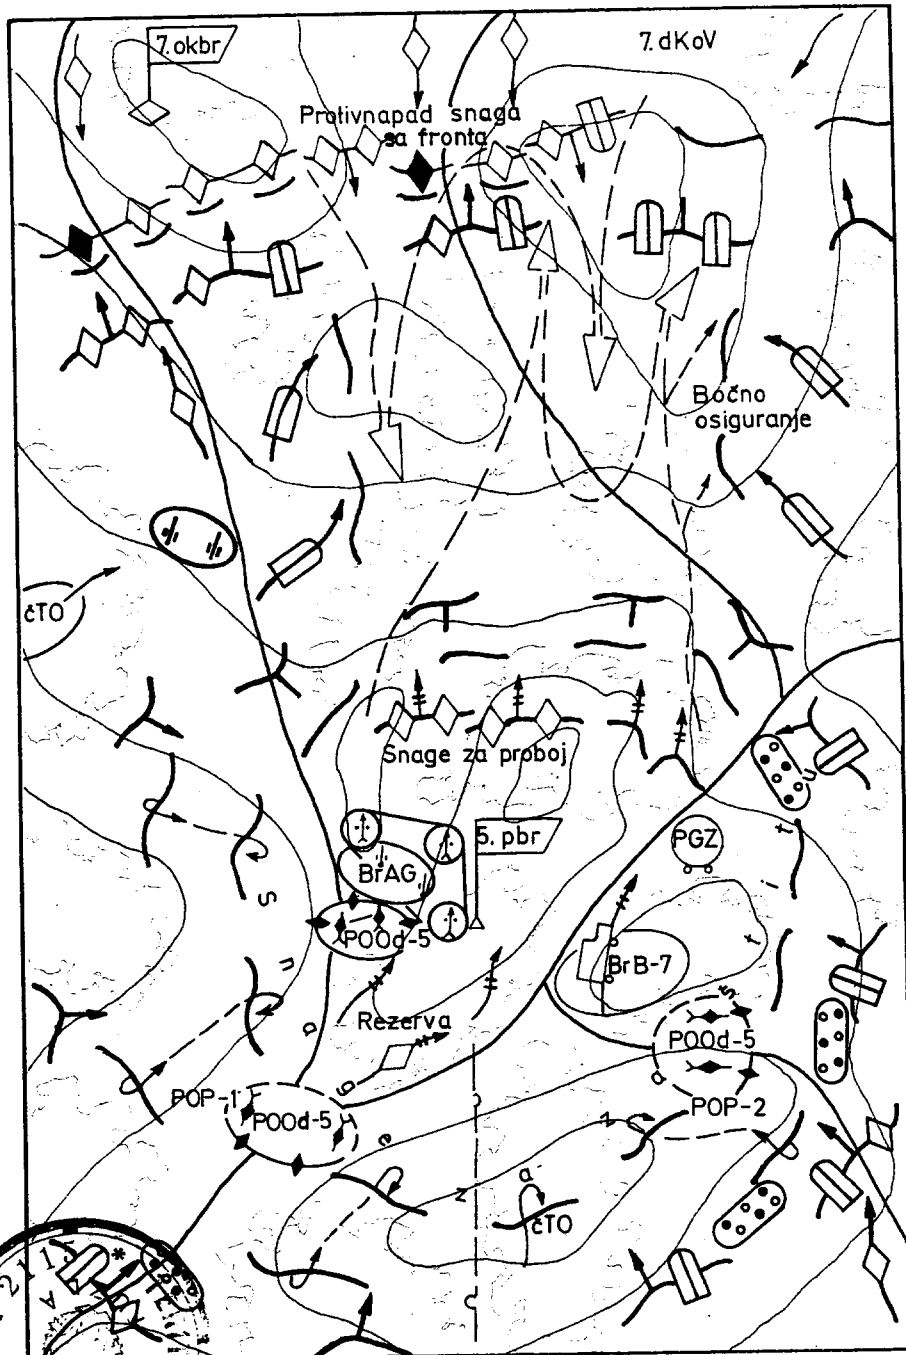 7. okbr
7. dKoV
Protivnapad snaga
sa fronta
Bočno
osiguranje
čTO
Snage za proboj
5. pbr
PGZ
BrAG
POOd-5
BrB-7
Rezerva
POOd-5
POP-1
POOd-5
POP-2
S n a g e z a š t i t u
čTO
2113